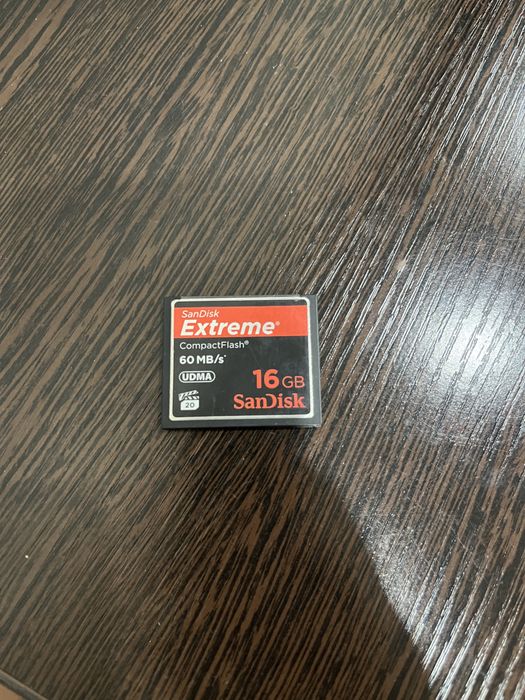 SanDisk
Extreme®
CompactFlash®
60 MB/s*
UDMA
16 GB
20
SanDisk